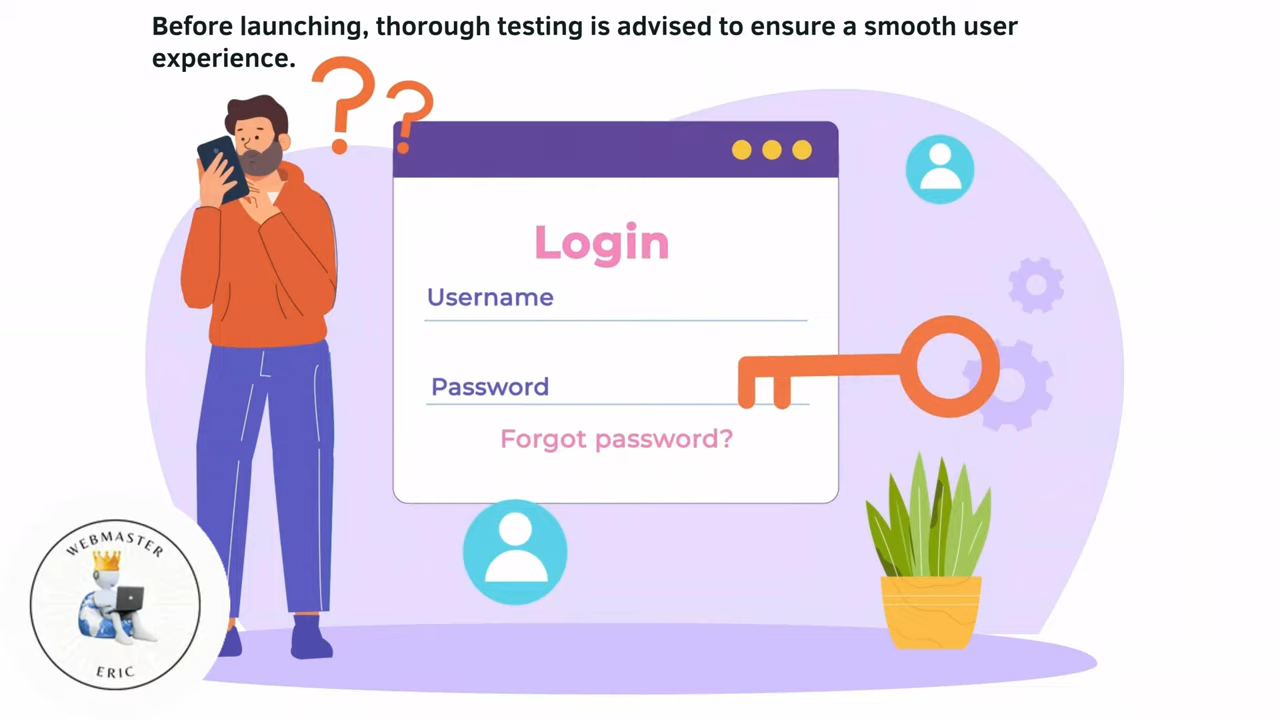 Before launching, thorough testing is advised to ensure a smooth user
experience.
? ?
Login
Username
Password
Forgot password?
WEBMASTER
ERIC